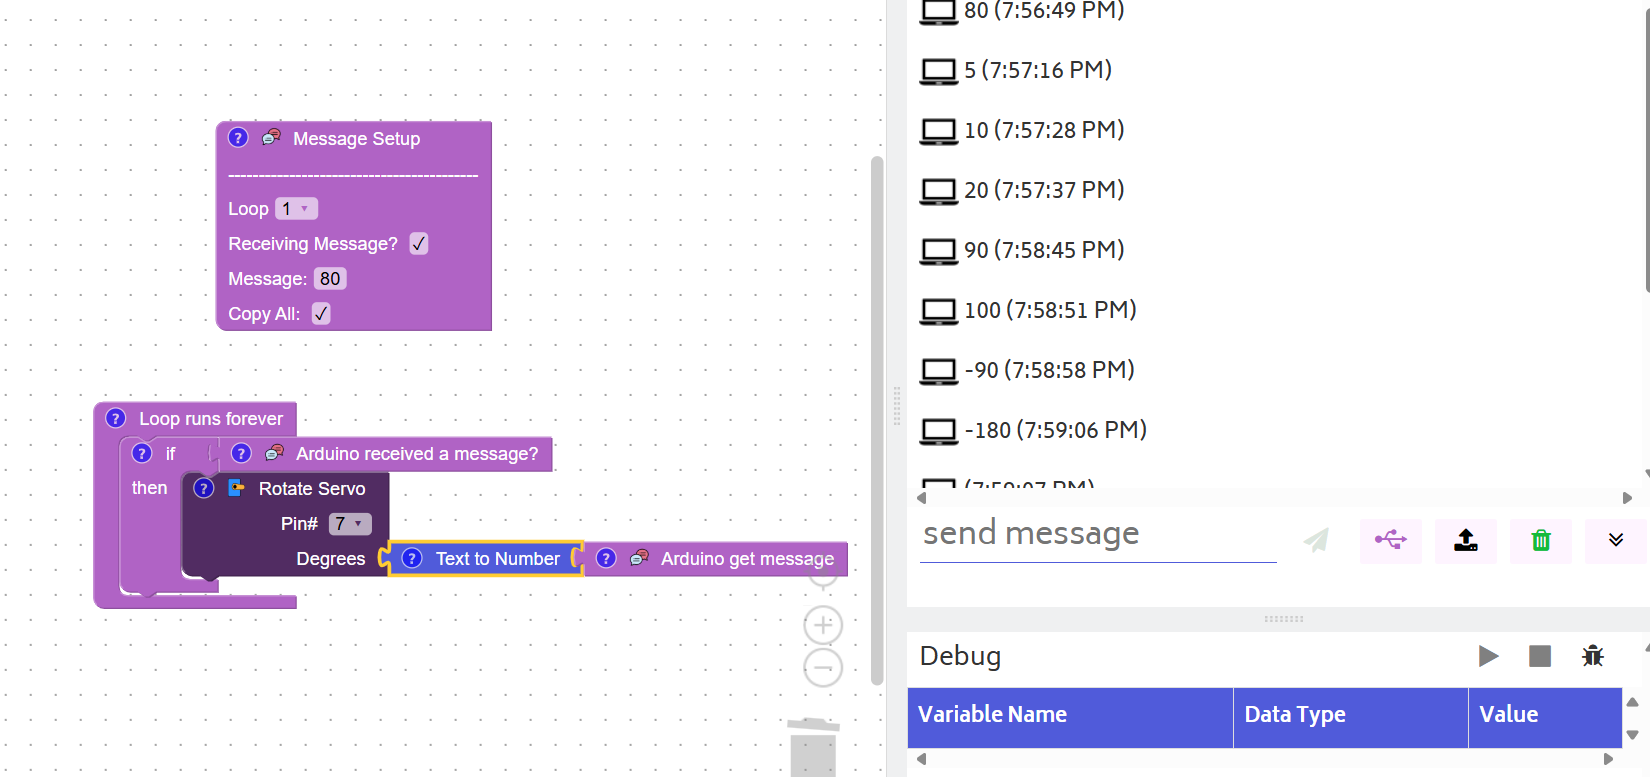 ? Message Setup
----------------------------------------
Loop 1
Receiving Message? ✓
Message: 80
Copy All: ✓
? Loop runs forever
? if ? Arduino received a message?
then ? Rotate Servo
Pin# 7
Degrees ? Text to Number ? Arduino get message
80 (7:56:49 PM)
5 (7:57:16 PM)
10 (7:57:28 PM)
20 (7:57:37 PM)
90 (7:58:45 PM)
100 (7:58:51 PM)
-90 (7:58:58 PM)
-180 (7:59:06 PM)
(7:59:07 PM)
send message
Debug
Variable Name Data Type Value